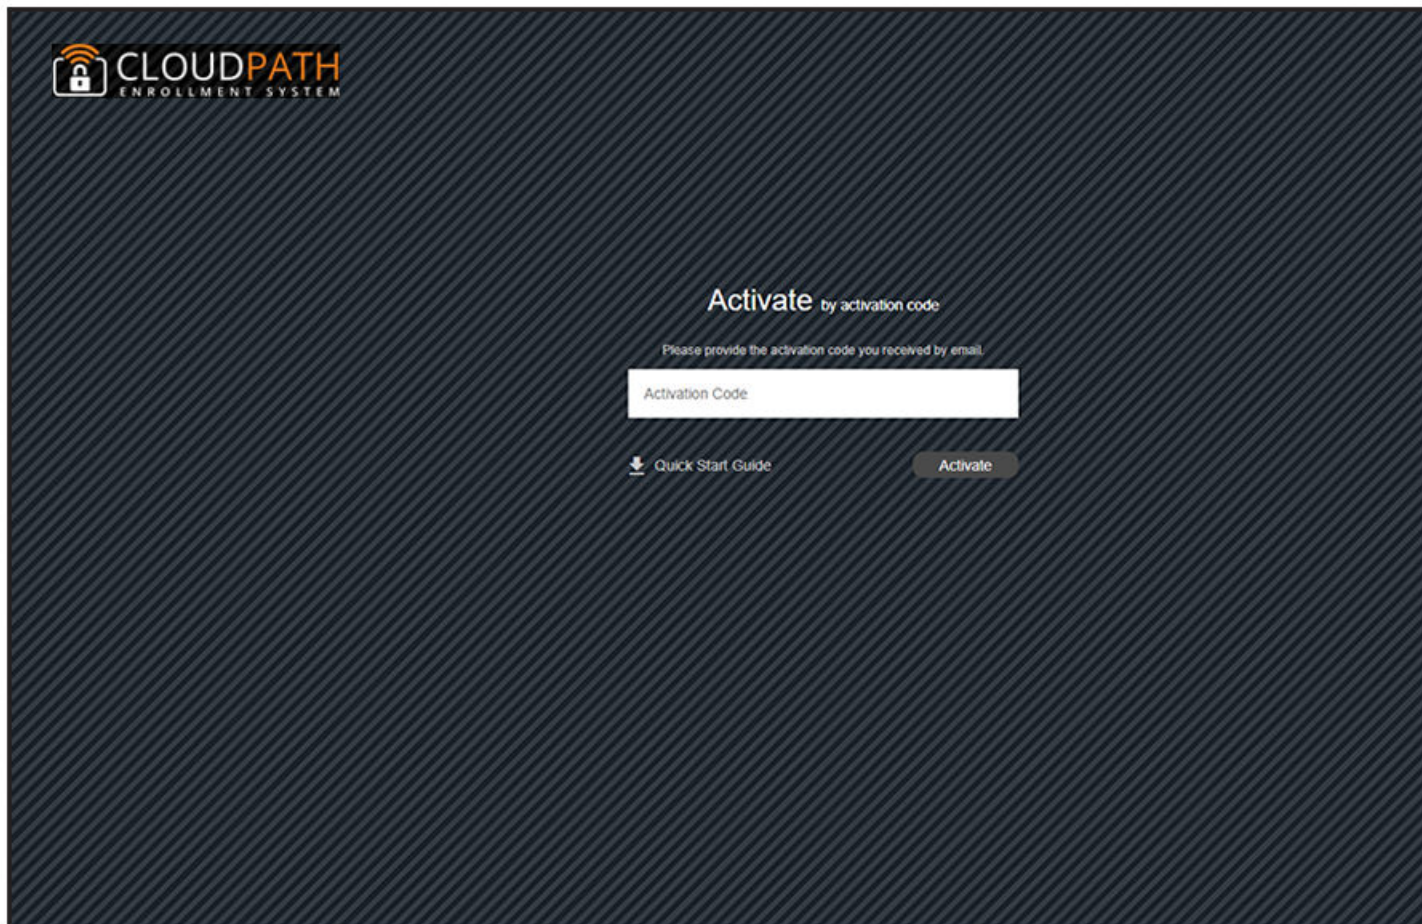 CLOUDPATH
ENROLLMENT SYSTEM
Activate by activation code
Please provide the activation code you received by email.
Activation Code
Quick Start Guide
Activate